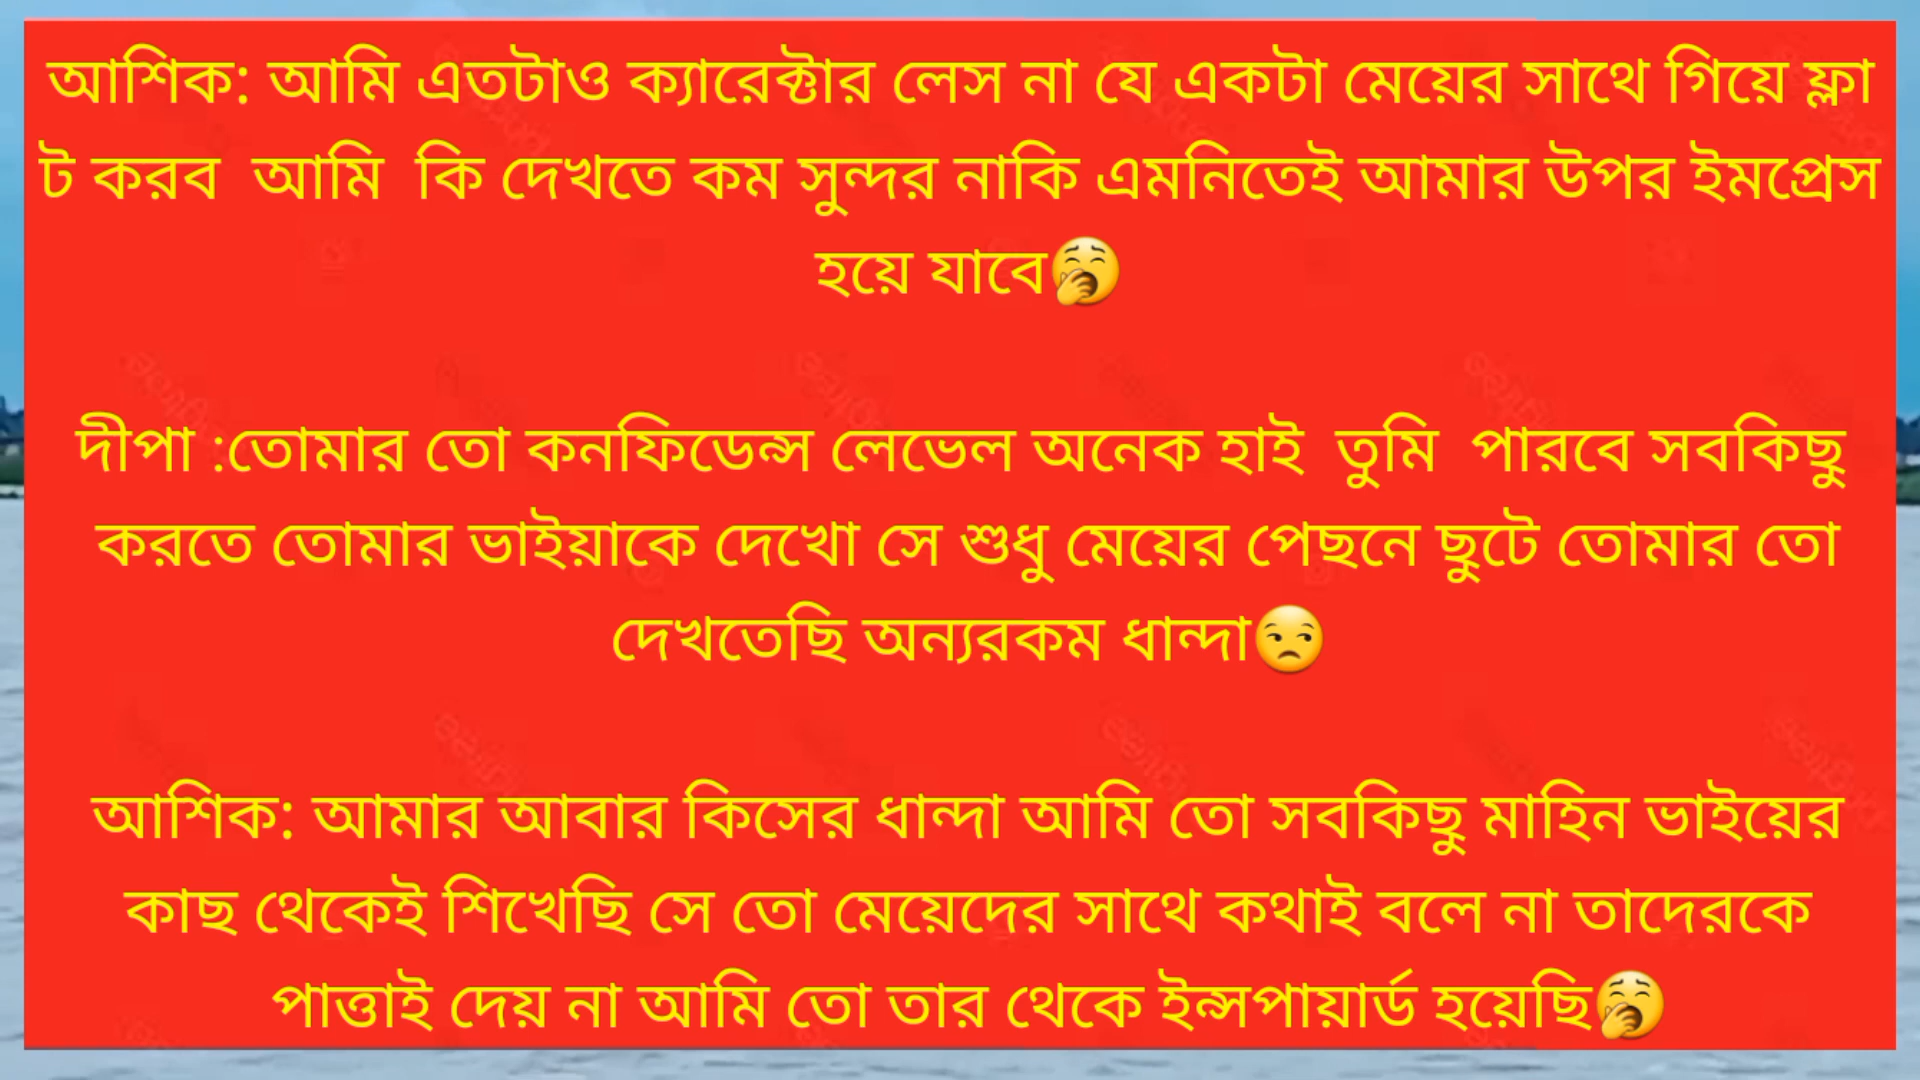 আশিক: আমি এতটাও ক্যারেক্টার লেস না যে একটা মেয়ের সাথে গিয়ে ফ্লা
ট করব  আমি  কি দেখতে কম সুন্দর নাকি এমনিতেই আমার উপর ইমপ্রেস
হয়ে যাবে🥱
দীপা :তোমার তো কনফিডেন্স লেভেল অনেক হাই  তুমি  পারবে সবকিছু
করতে তোমার ভাইয়াকে দেখো সে শুধু মেয়ের পেছনে ছুটে তোমার তো
দেখতেছি অন্যরকম ধান্দা😒
আশিক: আমার আবার কিসের ধান্দা আমি তো সবকিছু মাহিন ভাইয়ের
কাছ থেকেই শিখেছি সে তো মেয়েদের সাথে কথাই বলে না তাদেরকে
পাত্তাই দেয় না আমি তো তার থেকে ইন্সপায়ার্ড হয়েছি🥱